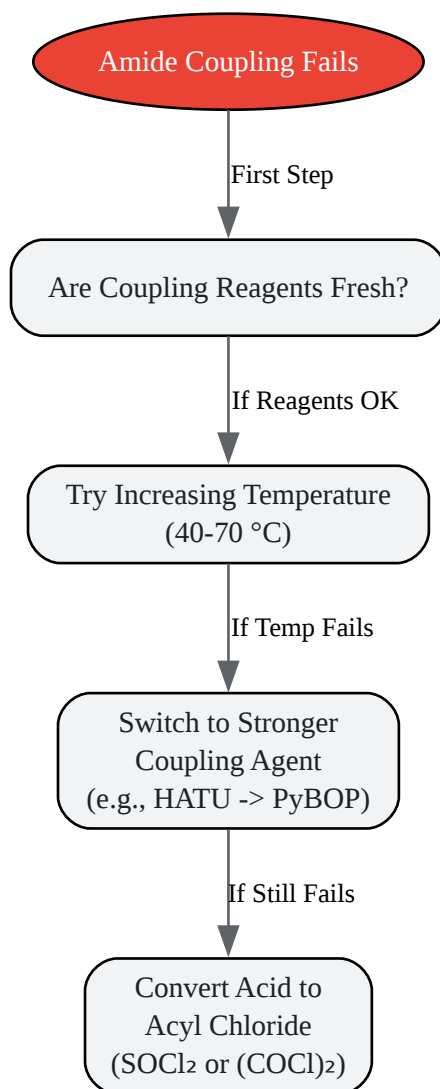 Amide Coupling Fails
First Step
Are Coupling Reagents Fresh?
If Reagents OK
Try Increasing Temperature
(40-70 °C)
If Temp Fails
Switch to Stronger
Coupling Agent
(e.g., HATU -> PyBOP)
If Still Fails
Convert Acid to
Acyl Chloride
(SOCl₂ or (COCl)₂)